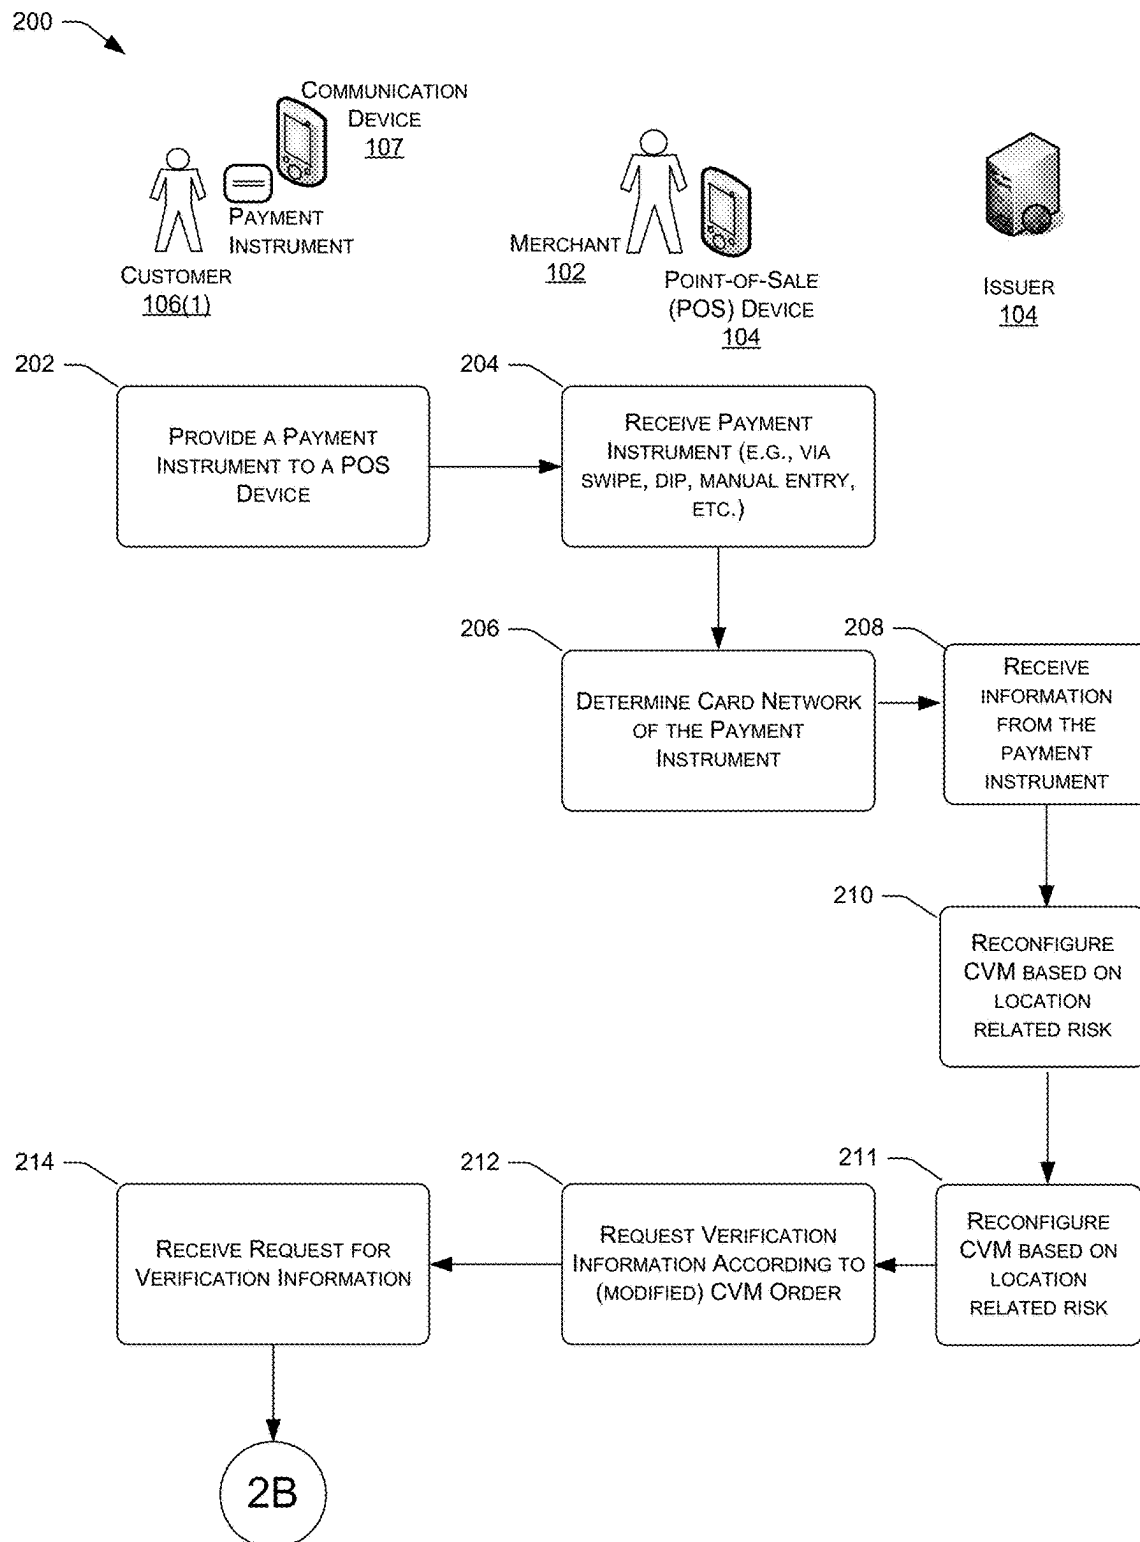 200
COMMUNICATION
DEVICE
107
PAYMENT
INSTRUMENT
CUSTOMER
106(1)
MERCHANT
102
POINT-OF-SALE
(POS) DEVICE
104
ISSUER
104
202
PROVIDE A PAYMENT
INSTRUMENT TO A POS
DEVICE
204
RECEIVE PAYMENT
INSTRUMENT (E.G., VIA
SWIPE, DIP, MANUAL ENTRY,
ETC.)
206
DETERMINE CARD NETWORK
OF THE PAYMENT
INSTRUMENT
208
RECEIVE
INFORMATION
FROM THE
PAYMENT
INSTRUMENT
210
RECONFIGURE
CVM BASED ON
LOCATION
RELATED RISK
211
RECONFIGURE
CVM BASED ON
LOCATION
RELATED RISK
212
REQUEST VERIFICATION
INFORMATION ACCORDING TO
(MODIFIED) CVM ORDER
214
RECEIVE REQUEST FOR
VERIFICATION INFORMATION
2B